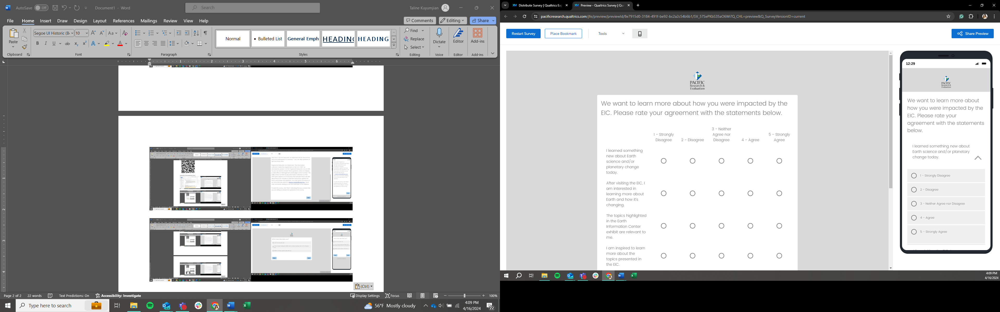 AutoSave Off Document1 - Word Search Taline Kuyumjian
File Home Insert Draw Design Layout References Mailings Review View Help Comments Editing Share
Paste
Segoe UI Historic (B 10
Normal • Bulleted List General Emph HEADING HEADING
Find
Replace
Select
Dictate Editor Add-ins
Clipboard Font Paragraph Styles Editing Voice Editor Add-ins
1 2 3 4 5 6
(Ctrl)
Page 2 of 2 22 words Text Predictions: On Accessibility: Investigate Display Settings Focus 100%
Type here to search 56°F Mostly cloudy 4:09 PM
4/16/2024 22
Distribute Survey | Qualtrics Exp Preview - Qualtrics Survey | Qua
pacificresearch.qualtrics.com/jfe/preview/previewId/8e7915d0-3184-491f-be92-bc2a2c54b6b1/SV_57SePKbS35aO6Wi?Q_CHL=preview&Q_SurveyVersionID=current
Restart Survey Place Bookmark Tools Share Preview
PACIFIC
Research &
Evaluation
We want to learn more about how you were impacted by the
EIC. Please rate your agreement with the statements below.
1 - Strongly
Disagree
2 - Disagree
3 - Neither
Agree nor
Disagree
4 - Agree
5 - Strongly
Agree
I learned something
new about Earth
science and/or
planetary change
today.
After visiting the EIC, I
am interested in
learning more about
Earth and how it's
changing.
The topics highlighted
in the Earth
Information Center
exhibit are relevant to
me.
I am inspired to learn
more about the
topics presented in
the EIC.
12:29
PACIFIC
Research &
Evaluation
We want to learn more about
how you were impacted by the
EIC. Please rate your
agreement with the statements
below.
I learned something new about
Earth science and/or planetary
change today.
1 - Strongly Disagree
2 - Disagree
3 - Neither Agree nor Disagree
4 - Agree
5 - Strongly Agree
4:09 PM
4/16/2024